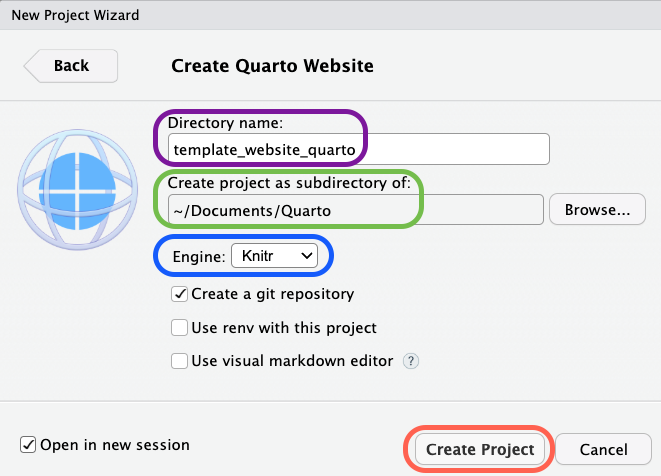 New Project Wizard
Back
Create Quarto Website
Directory name:
template_website_quarto
Create project as subdirectory of:
~/Documents/Quarto
Browse...
Engine: Knitr
Create a git repository
Use renv with this project
Use visual markdown editor ?
Open in new session
Create Project
Cancel